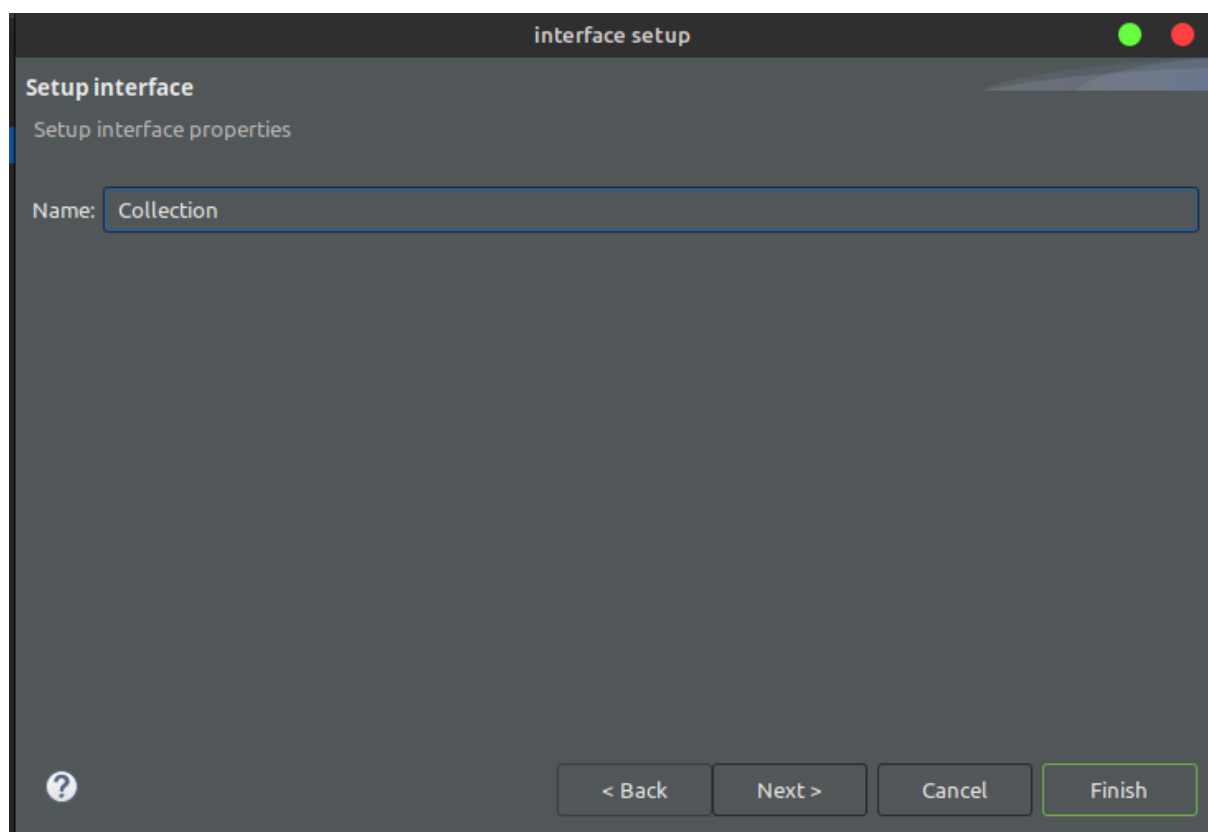 interface setup
Setup interface
Setup interface properties
Name: Collection
? < Back Next > Cancel Finish